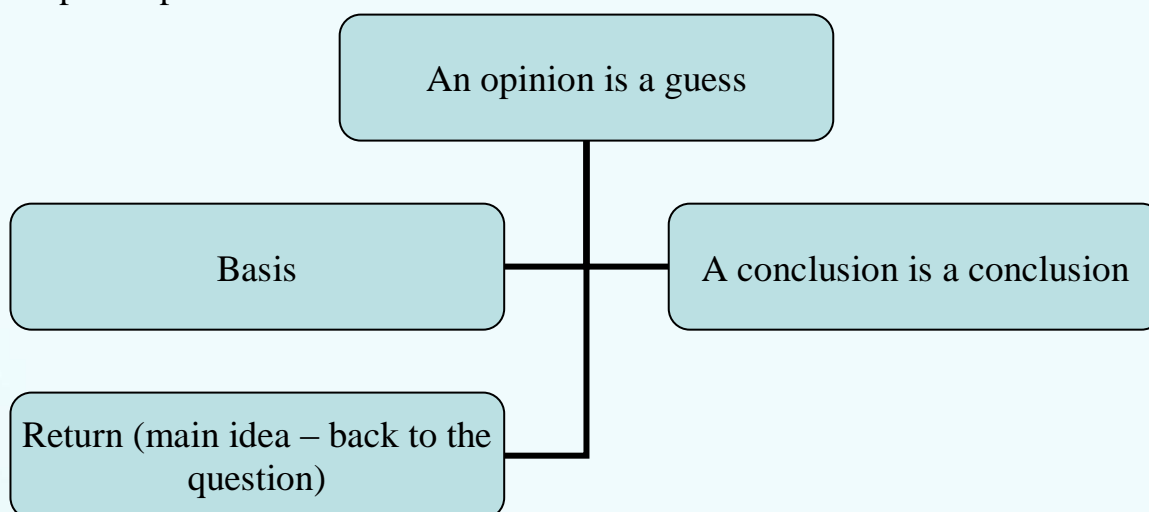 An opinion is a guess
Basis
A conclusion is a conclusion
Return (main idea – back to the
question)